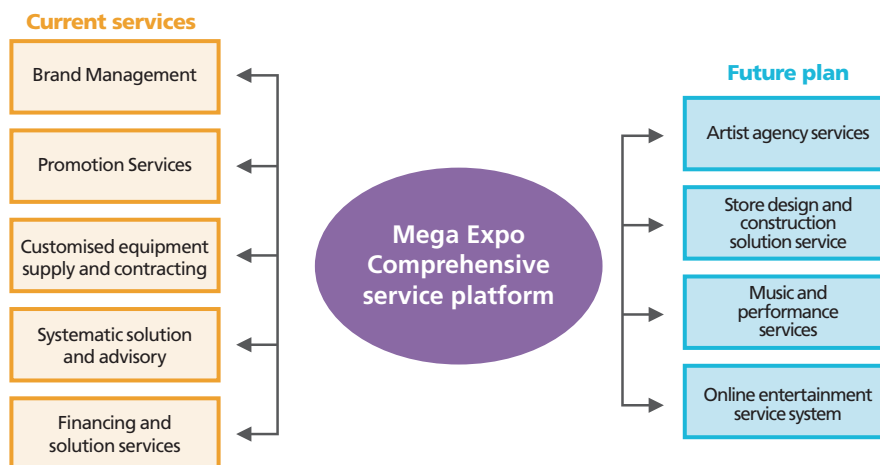 Current services
Brand Management
Promotion Services
Customised equipment
supply and contracting
Systematic solution
and advisory
Financing and
solution services
Mega Expo
Comprehensive
service platform
Future plan
Artist agency services
Store design and
construction
solution service
Music and
performance
services
Online entertainment
service system